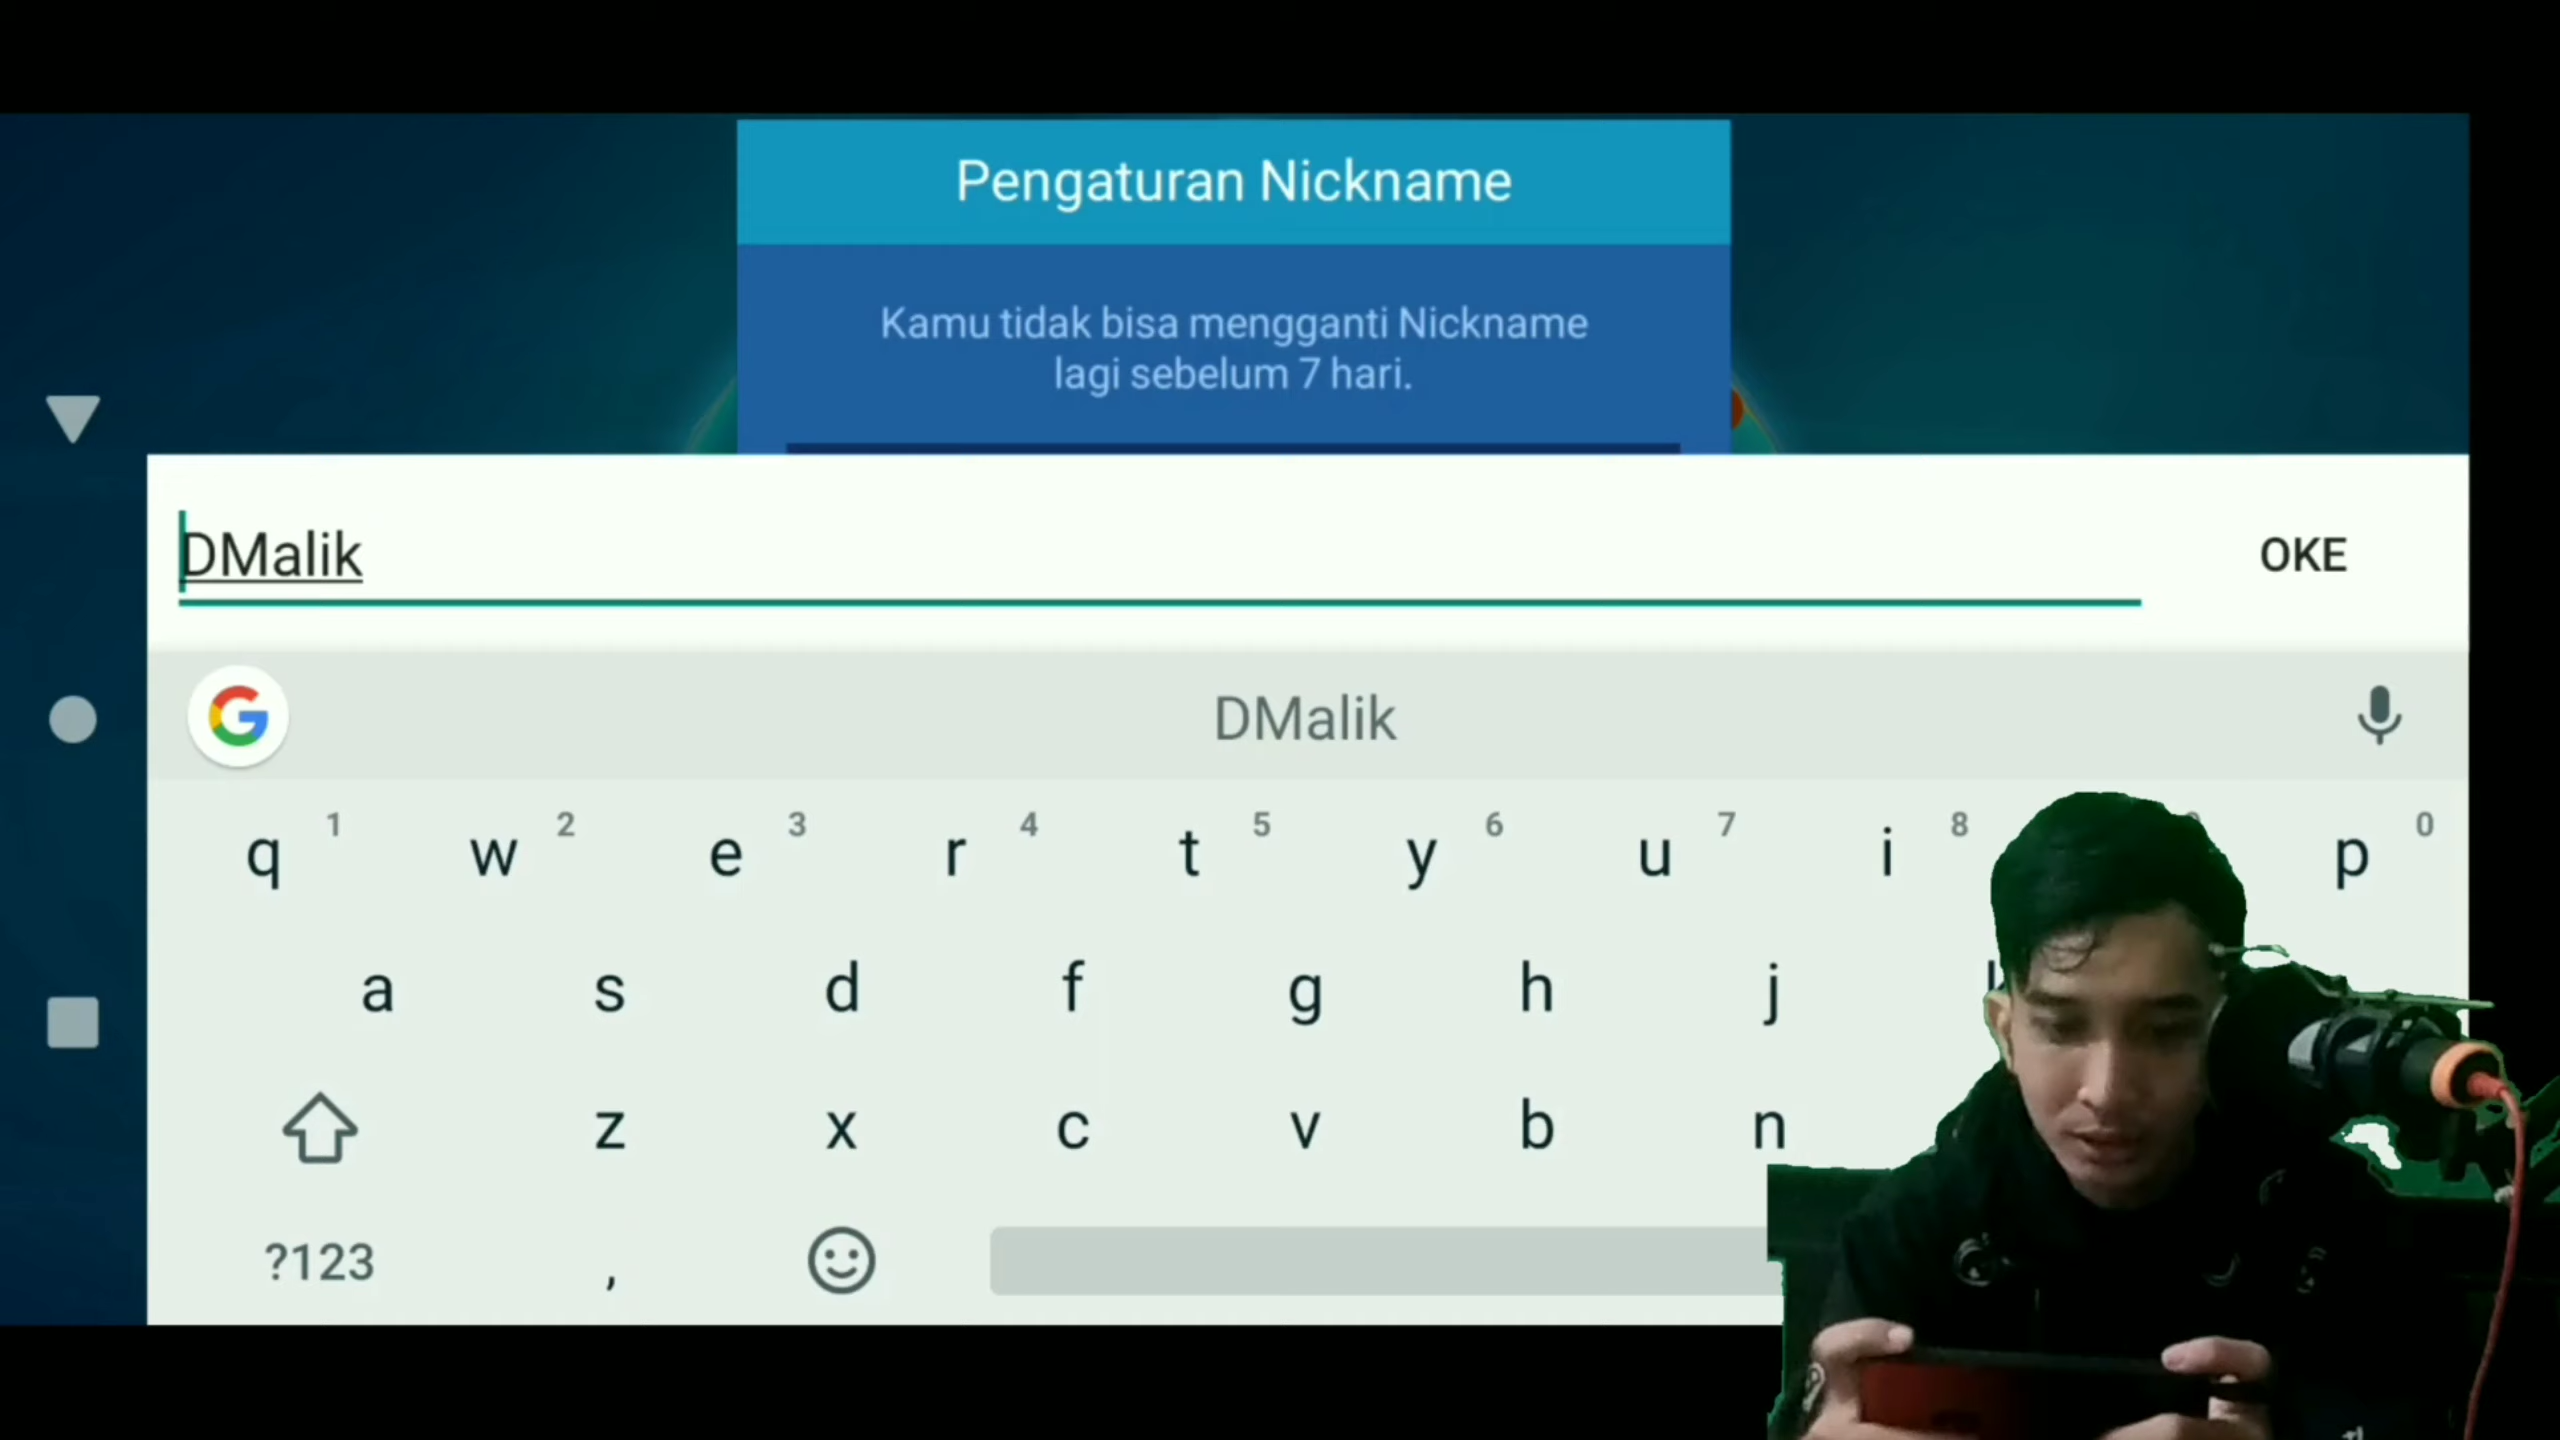 Pengaturan Nickname
Kamu tidak bisa mengganti Nickname
lagi sebelum 7 hari.
DMalik
OKE
DMalik
1 2 3 4 5 6 7 8 0
q w e r t y u i p
a s d f g h j
z x c v b n
?123 ,